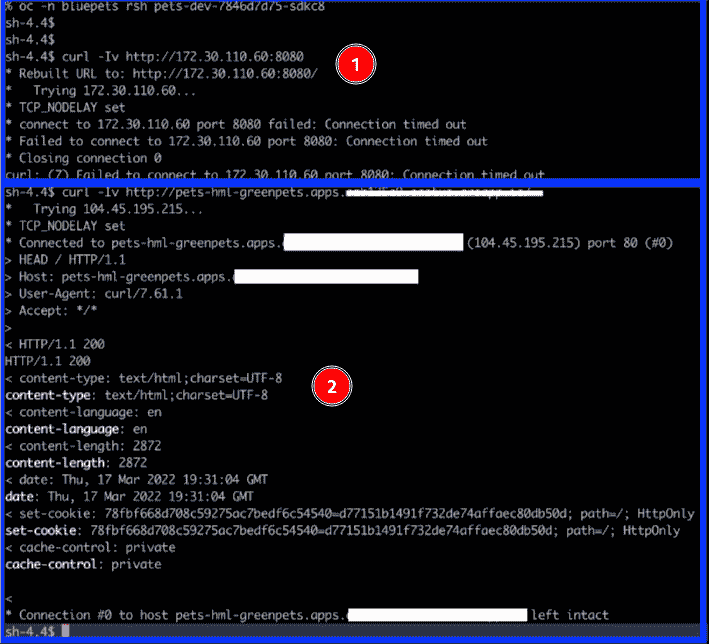 % oc -n bluepets rsh pets-dev-7846d7d75-sdkc8
sh-4.4$
sh-4.4$
sh-4.4$ curl -Iv http://172.30.110.60:8080
* Rebuilt URL to: http://172.30.110.60:8080/
1
*   Trying 172.30.110.60...
* TCP_NODELAY set
* connect to 172.30.110.60 port 8080 failed: Connection timed out
* Failed to connect to 172.30.110.60 port 8080: Connection timed out
* Closing connection 0
curl: (7) Failed to connect to 172.30.110.60 port 8080: Connection timed out
sh-4.4$ curl -Iv http://pets-hml-greenpets.apps.
*   Trying 104.45.195.215...
* TCP_NODELAY set
* Connected to pets-hml-greenpets.apps. (104.45.195.215) port 80 (#0)
> HEAD / HTTP/1.1
> Host: pets-hml-greenpets.apps.
> User-Agent: curl/7.61.1
> Accept: */*
>
< HTTP/1.1 200
HTTP/1.1 200
< content-type: text/html;charset=UTF-8
2
content-type: text/html;charset=UTF-8
< content-language: en
content-language: en
< content-length: 2872
content-length: 2872
< date: Thu, 17 Mar 2022 19:31:04 GMT
date: Thu, 17 Mar 2022 19:31:04 GMT
< set-cookie: 78fbf668d708c59275ac7bedf6c54540=d77151b1491f732de74affaec80db50d; path=/; HttpOnly
set-cookie: 78fbf668d708c59275ac7bedf6c54540=d77151b1491f732de74affaec80db50d; path=/; HttpOnly
< cache-control: private
cache-control: private
<
* Connection #0 to host pets-hml-greenpets.apps. left intact
sh-4.4$